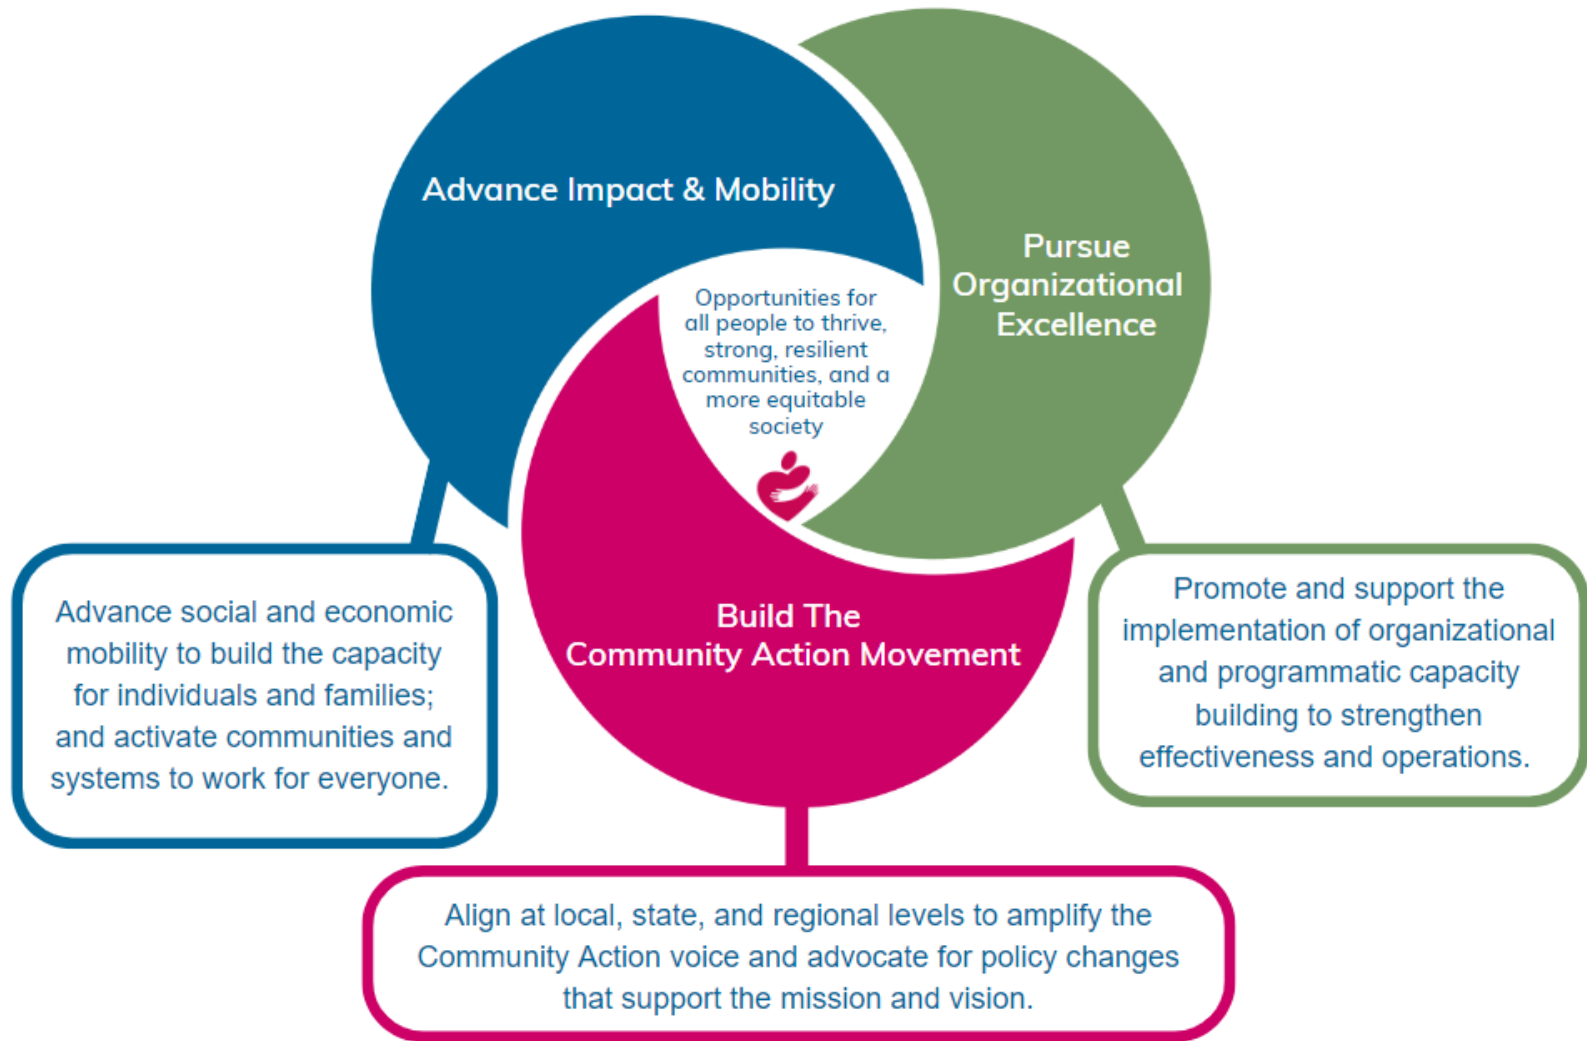 Advance Impact & Mobility
Pursue
Organizational
Excellence
Opportunities for
all people to thrive,
strong, resilient
communities, and a
more equitable
society
Build The
Community Action Movement
Advance social and economic
mobility to build the capacity
for individuals and families;
and activate communities and
systems to work for everyone.
Promote and support the
implementation of organizational
and programmatic capacity
building to strengthen
effectiveness and operations.
Align at local, state, and regional levels to amplify the
Community Action voice and advocate for policy changes
that support the mission and vision.